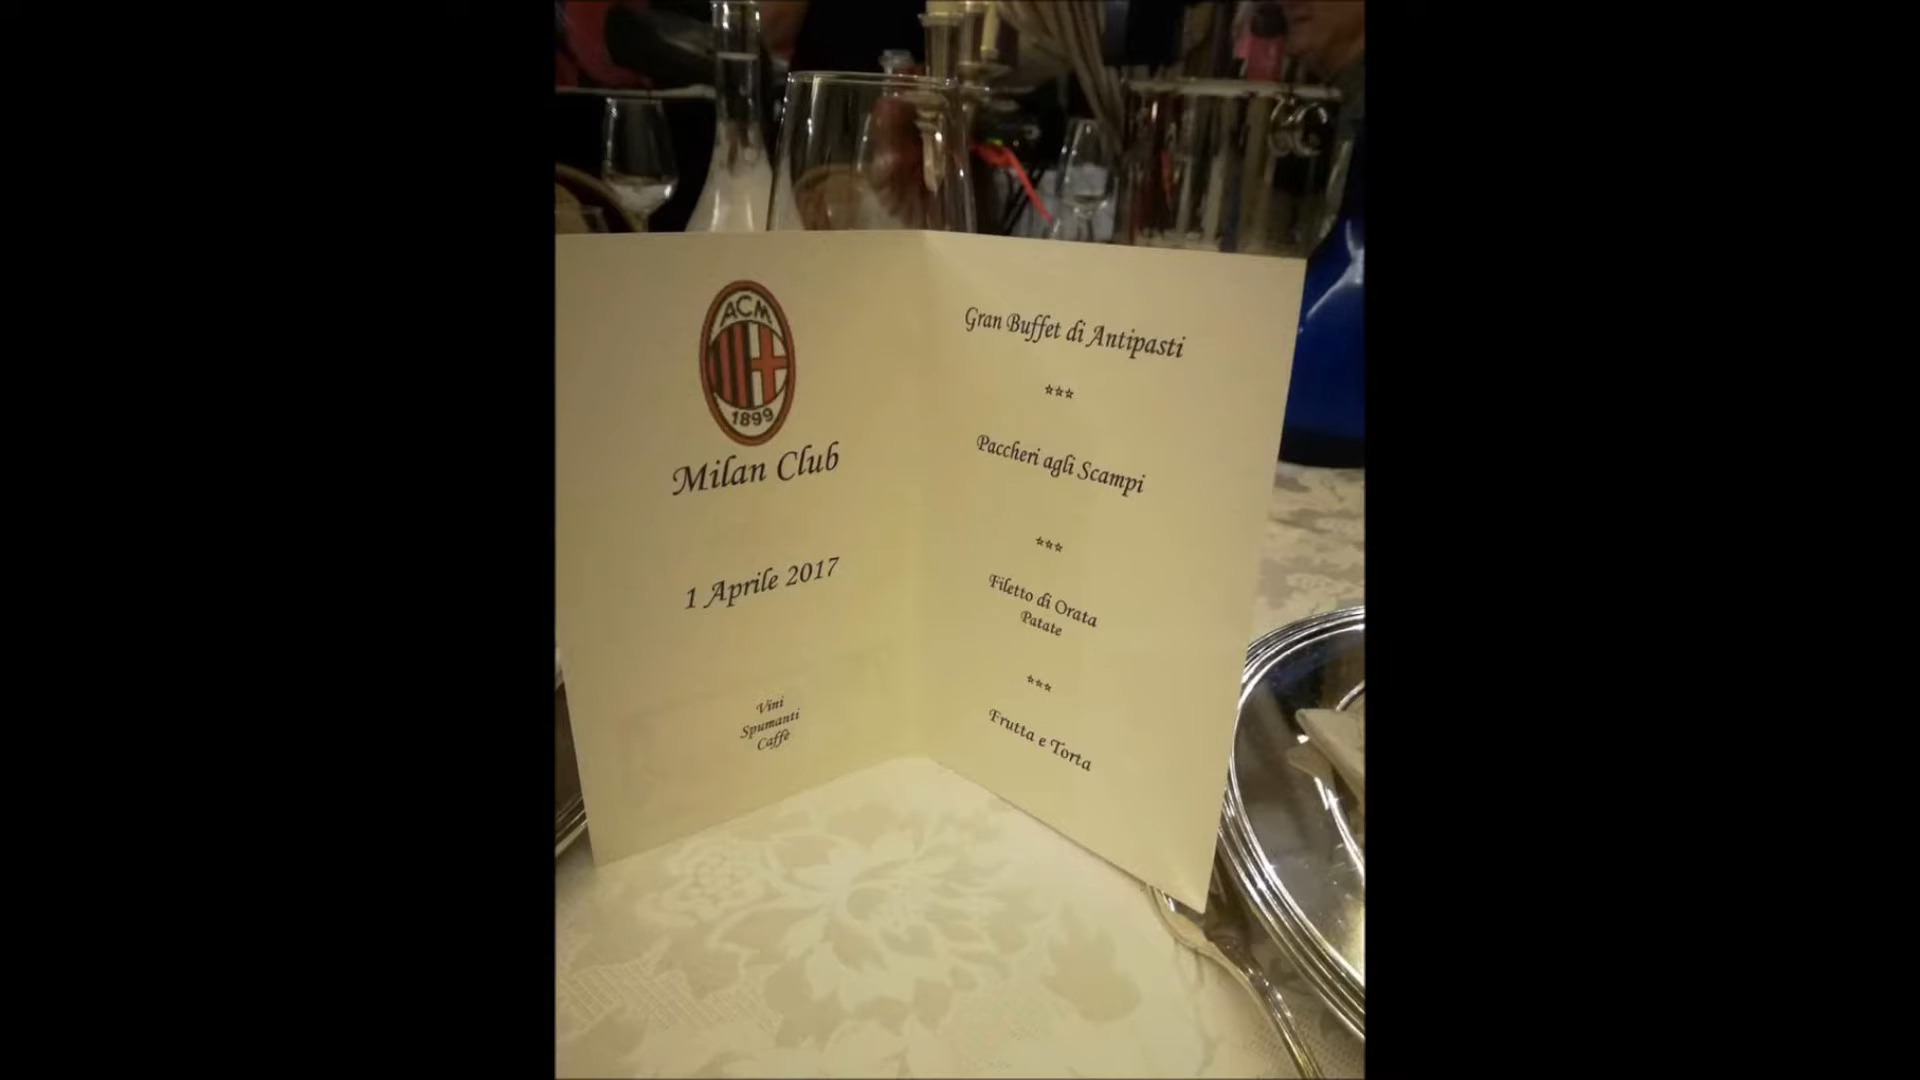 ACM
1899
Milan Club
1 Aprile 2017
Vini
Spumanti
Caffè
Gran Buffet di Antipasti
***
Paccheri agli Scampi
***
Filetto di Orata
Patate
***
Frutta e Torta